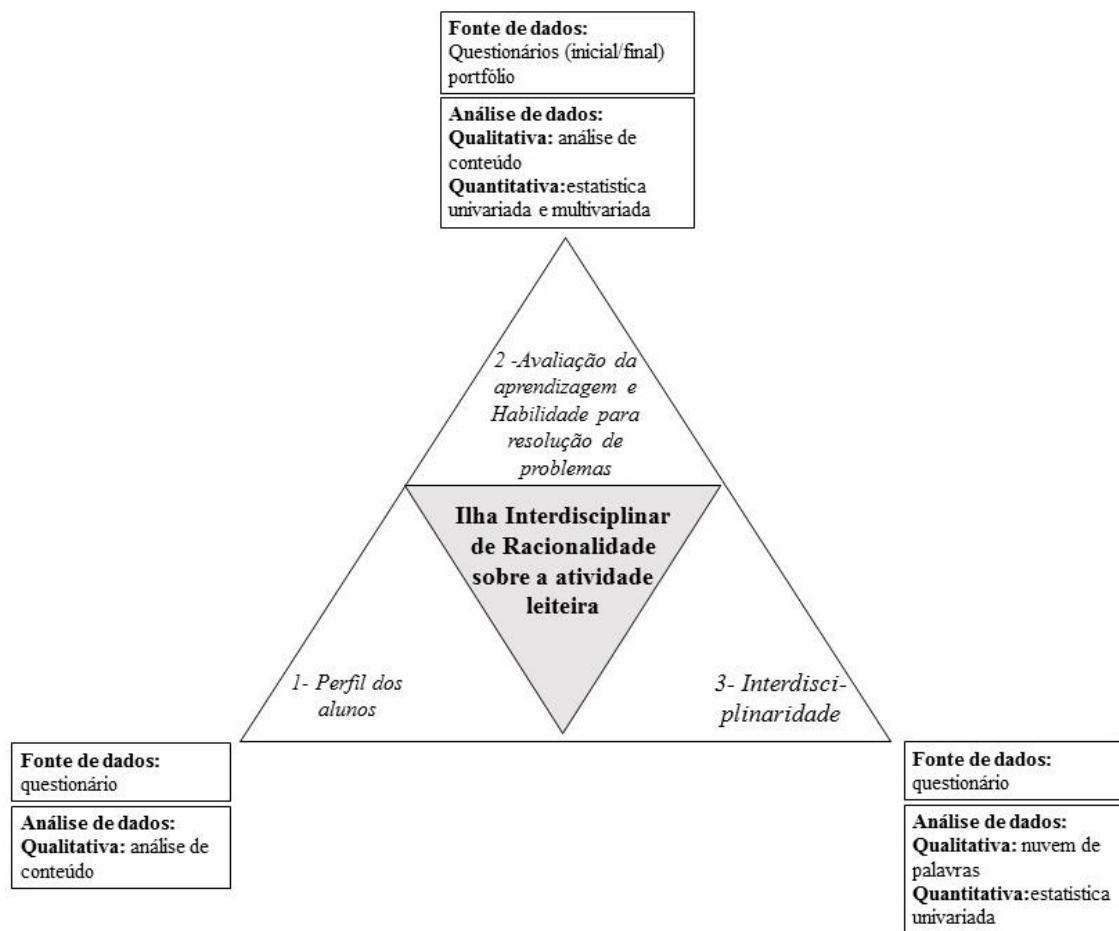 Fonte de dados:
Questionários (inicial/final)
portfólio
Análise de dados:
Qualitativa: análise de
conteúdo
Quantitativa:estatística
univariada e multivariada
2 -Avaliação da
aprendizagem e
Habilidade para
resolução de
problemas
Ilha Interdisciplinar
de Racionalidade
sobre a atividade
leiteira
1- Perfil dos
alunos
3- Interdisci-
plinaridade
Fonte de dados:
questionário
Análise de dados:
Qualitativa: análise de
conteúdo
Fonte de dados:
questionário
Análise de dados:
Qualitativa: nuvem de
palavras
Quantitativa:estatística
univariada